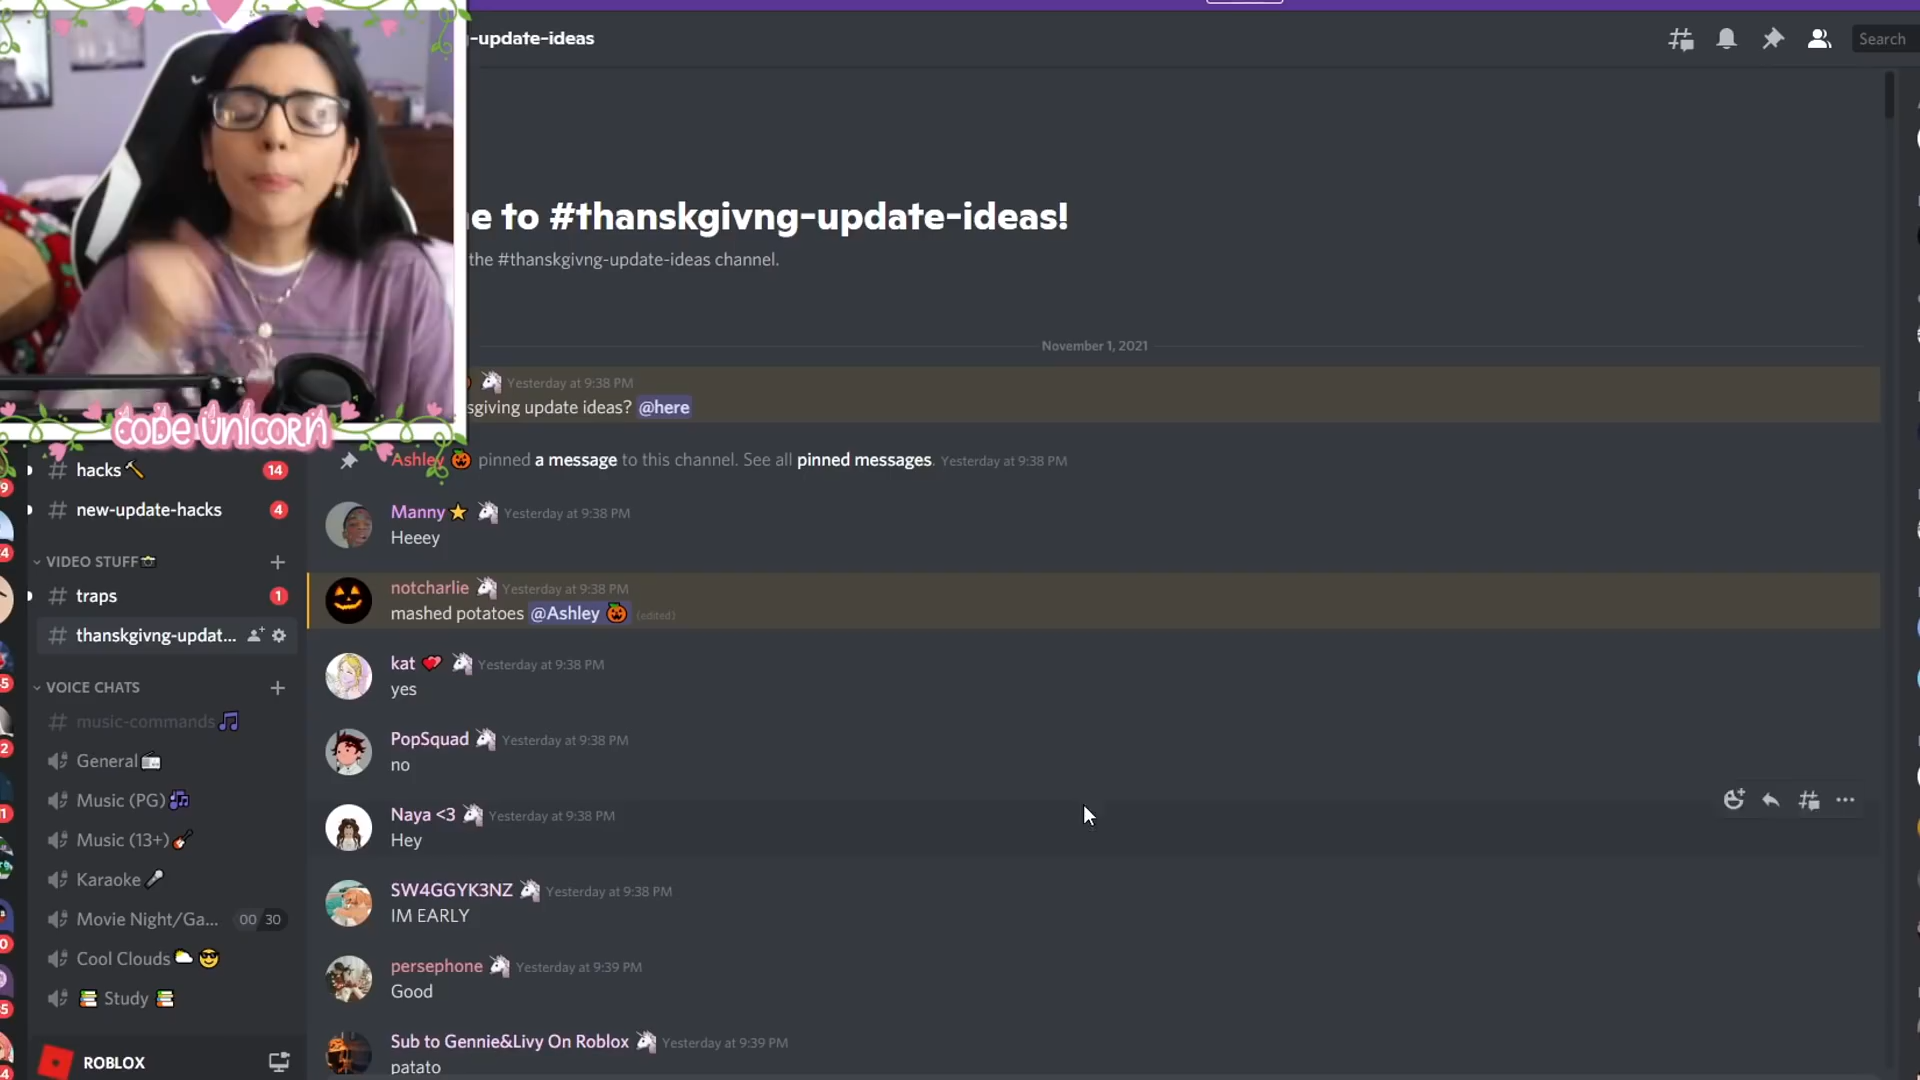 -update-ideas
Search
e to #thanskgivng-update-ideas!
the #thanskgivng-update-ideas channel.
November 1, 2021
Yesterday at 9:38 PM
sgiving update ideas? @here
Ashley 🎃 pinned a message to this channel. See all pinned messages. Yesterday at 9:38 PM
Manny⭐ Yesterday at 9:38 PM
Heeey
notcharlie Yesterday at 9:38 PM
mashed potatoes @Ashley 🎃 (edited)
kat Yesterday at 9:38 PM
yes
PopSquad Yesterday at 9:38 PM
no
Naya <3 Yesterday at 9:38 PM
Hey
SW4GGYK3NZ Yesterday at 9:38 PM
IM EARLY
persephone Yesterday at 9:39 PM
Good
Sub to Gennie&Livy On Roblox Yesterday at 9:39 PM
patato
CODE UNICORN
# hacks🔨 14
# new-update-hacks 4
VIDEO STUFF📸
# traps 1
# thanskgivng-updat...
VOICE CHATS
# music-commands🎵
General📻
Music (PG)🎶
Music (13+)🎸
Karaoke🎤
Movie Night/Ga... 00 30
Cool Clouds🌥️😎
📚 Study 📚
ROBLOX